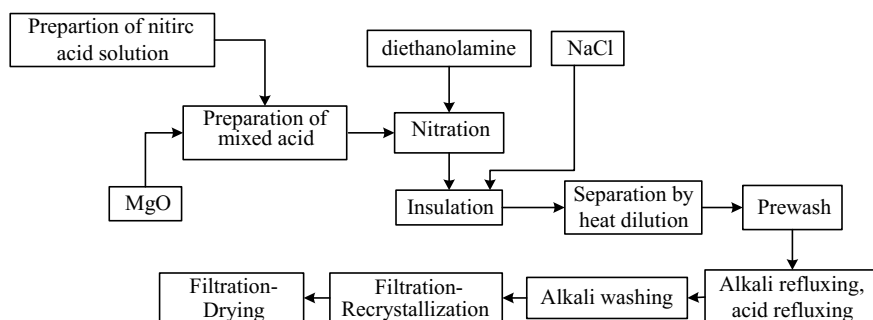 Prepartion of nitirc
acid solution
diethanolamine
NaCl
Preparation of
mixed acid
Nitration
MgO
Insulation
Separation by
heat dilution
Prewash
Filtration-
Drying
Filtration-
Recrystallization
Alkali washing
Alkali refluxing,
acid refluxing